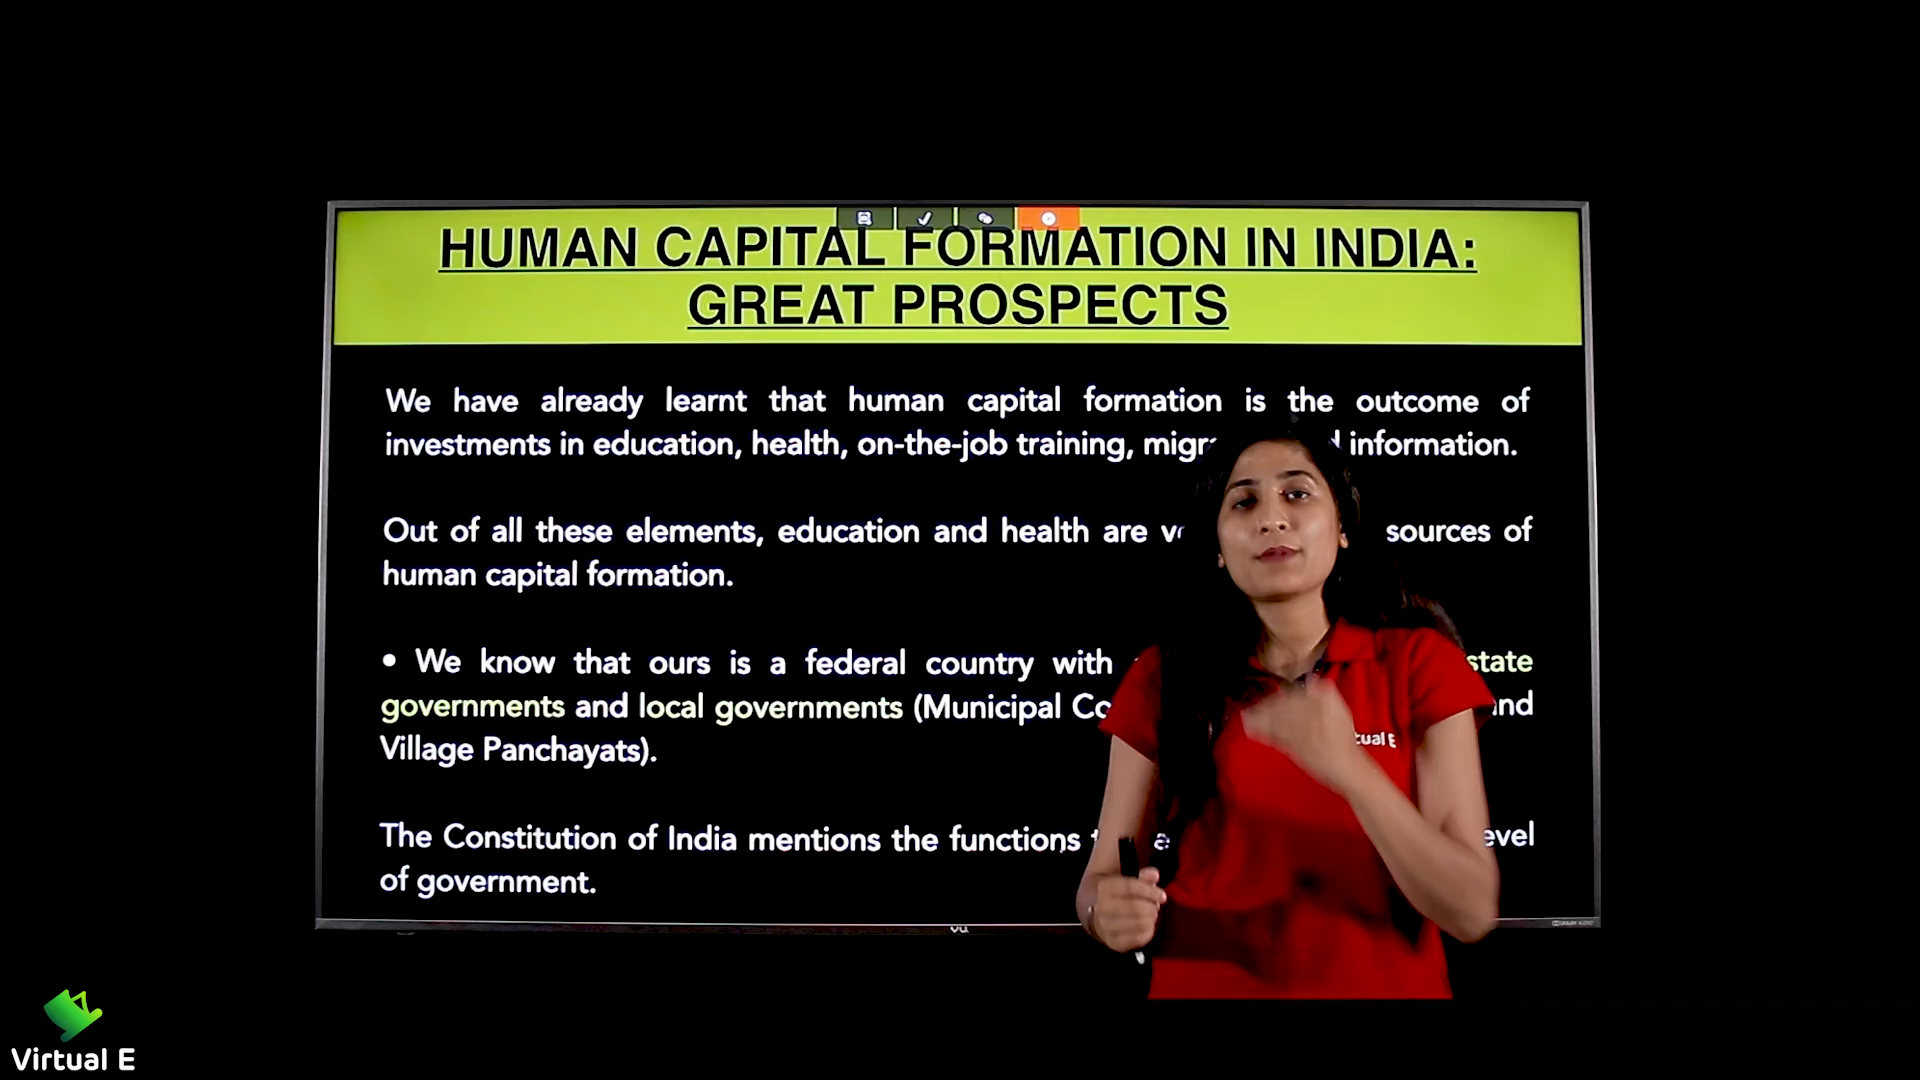 HUMAN CAPITAL FORMATION IN INDIA:
GREAT PROSPECTS
We have already learnt that human capital formation is the outcome of
investments in education, health, on-the-job training, information.
Out of all these elements, education and health are sources of
human capital formation.
• We know that ours is a federal country with state
governments and local governments (Municipal and
Village Panchayats).
The Constitution of India mentions the functions
of government.
Virtual E